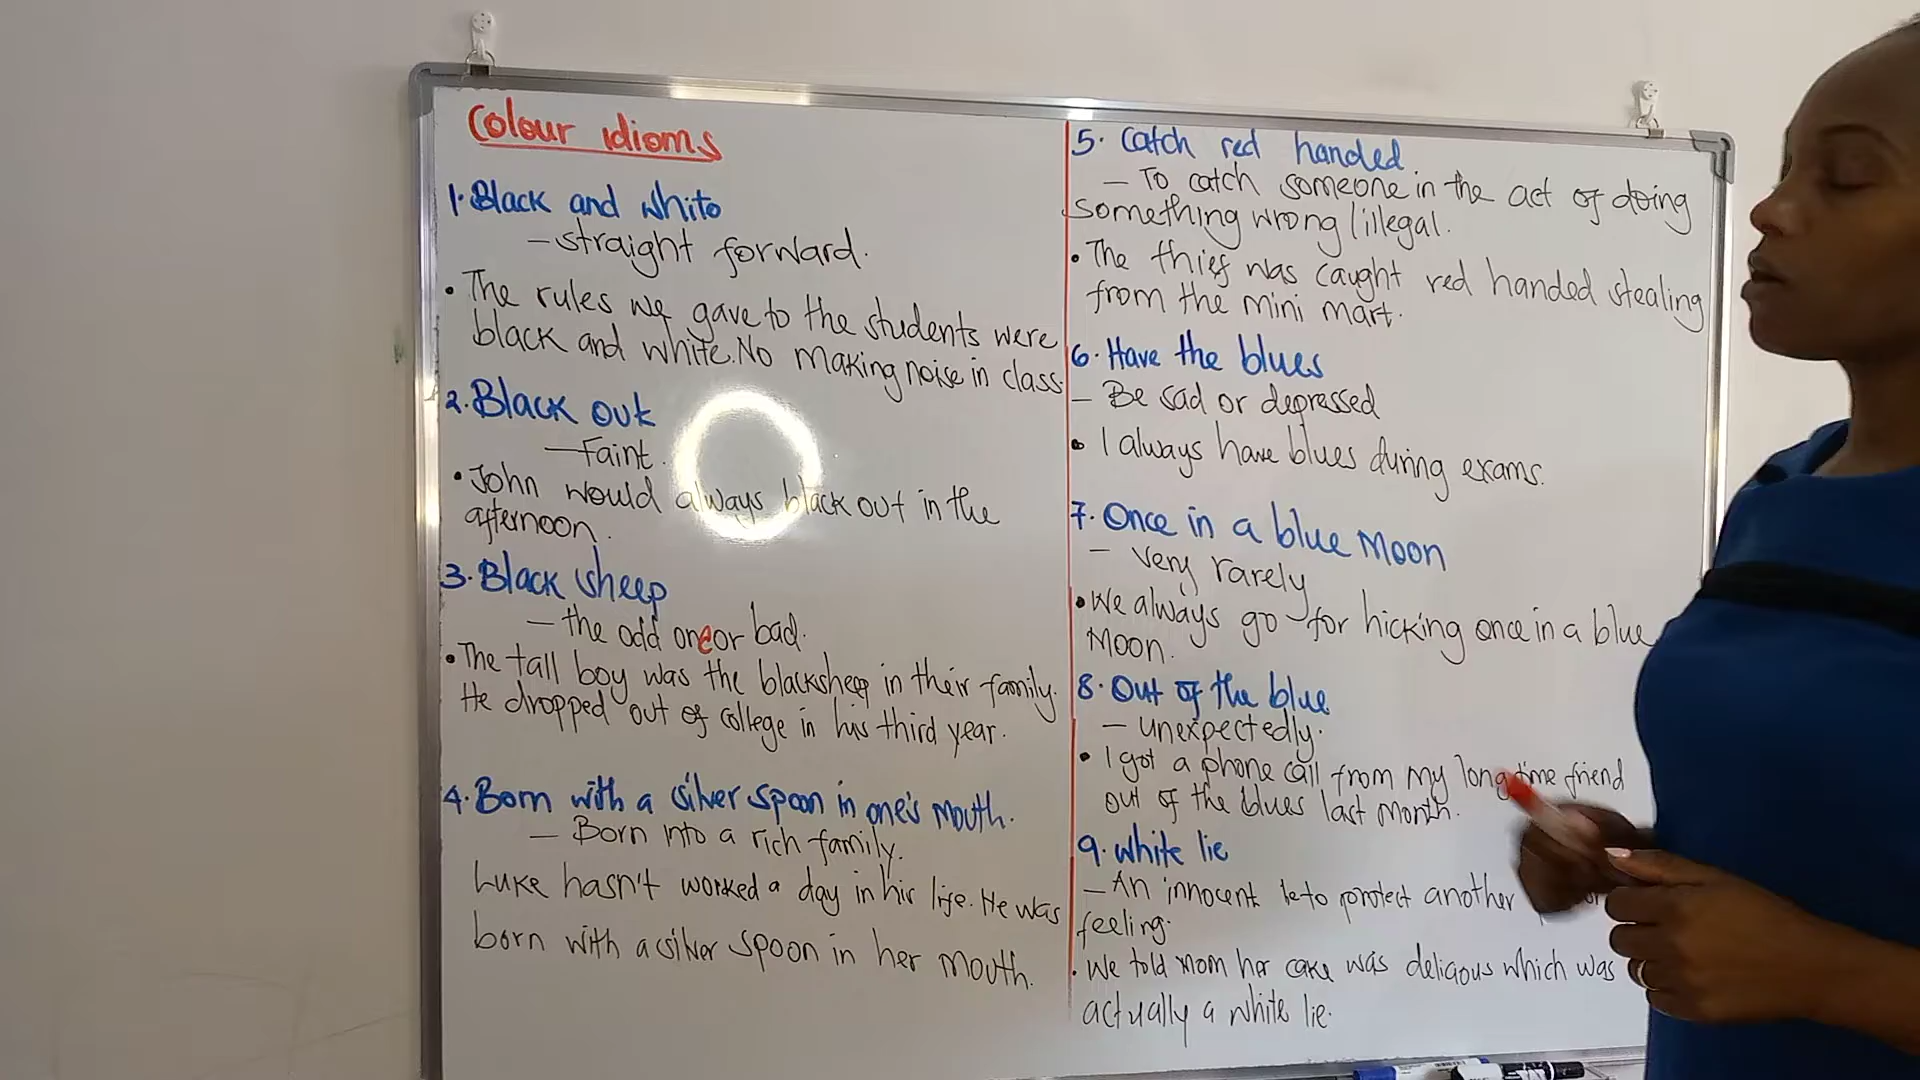 Colour idioms
1. Black and white
– straight forward.
• The rules we gave to the students were
black and white. No making noise in class.
2. Black out
– Faint.
• John would always black out in the
afternoon.
3. Black sheep
– the odd one or bad.
• The tall boy was the blacksheep in their family.
He dropped out of college in his third year.
4. Born with a silver spoon in one's mouth.
– Born into a rich family.
Luke hasn't worked a day in his life. He was
born with a silver spoon in her mouth.
5. Catch red handed.
– To catch someone in the act of doing
something wrong / illegal.
• The thief was caught red handed stealing
from the mini mart.
6. Have the blues
– Be sad or depressed
• I always have blues during exams.
7. Once in a blue Moon
– very rarely
• We always go for hicking once in a blue
Moon.
8. Out of the blue
– unexpectedly.
• I got a phone call from my long time friend
out of the blues last month.
9. white lie
– An innocent lie to protect another
feeling.
• We told mom her cake was delicious which was
actually a white lie.